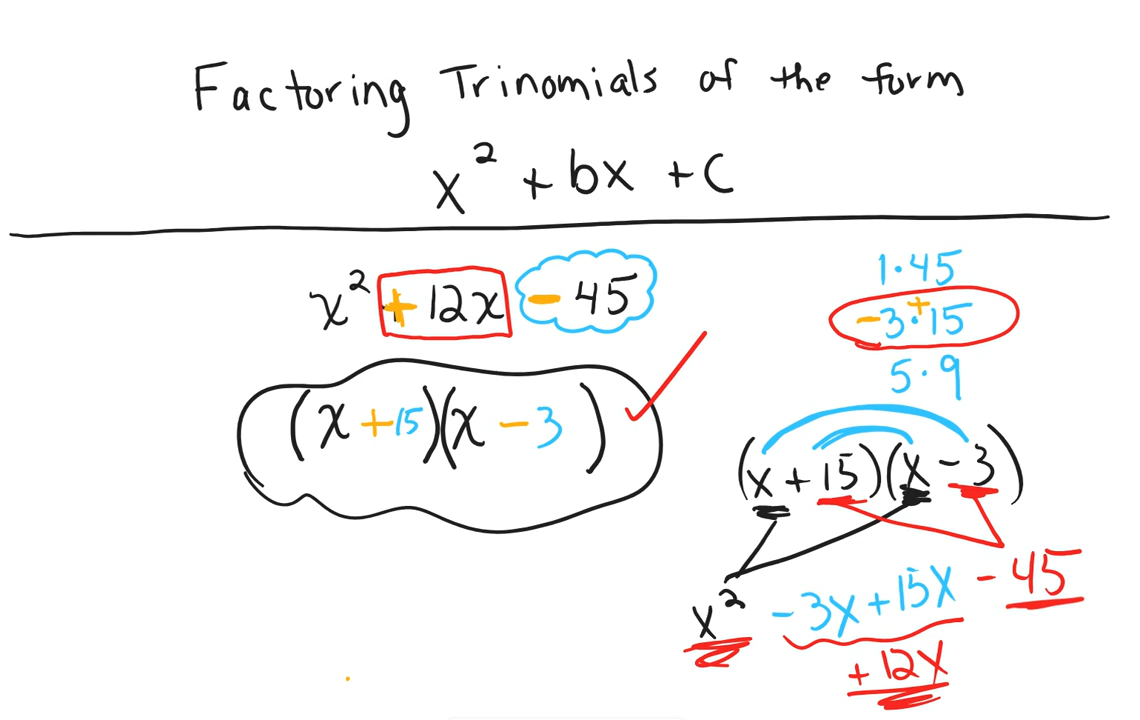 Factoring Trinomials of the form
x² + bx + c
x² + 12x - 45
(x + 15)(x - 3)
1·45
-3·+15
5·9
(x + 15)(x - 3)
x² - 3x + 15x - 45
+ 12x